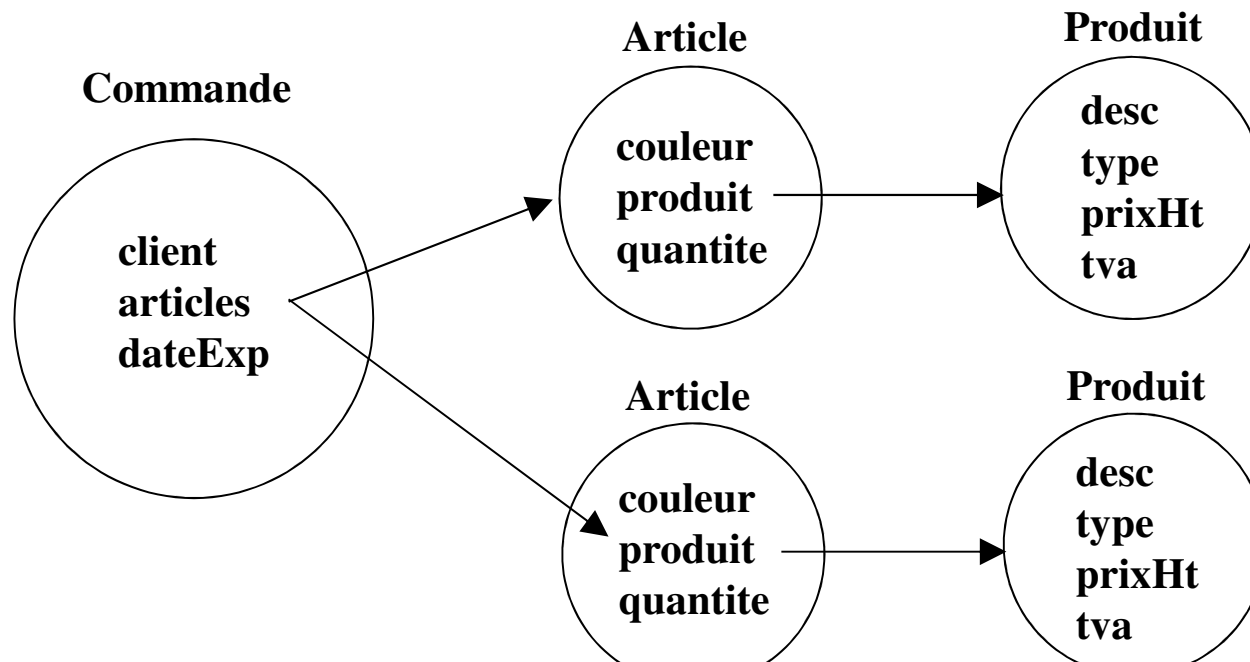 Commande
client
articles
dateExp
Article
couleur
produit
quantite
Produit
desc
type
prixHt
tva
Article
couleur
produit
quantite
Produit
desc
type
prixHt
tva